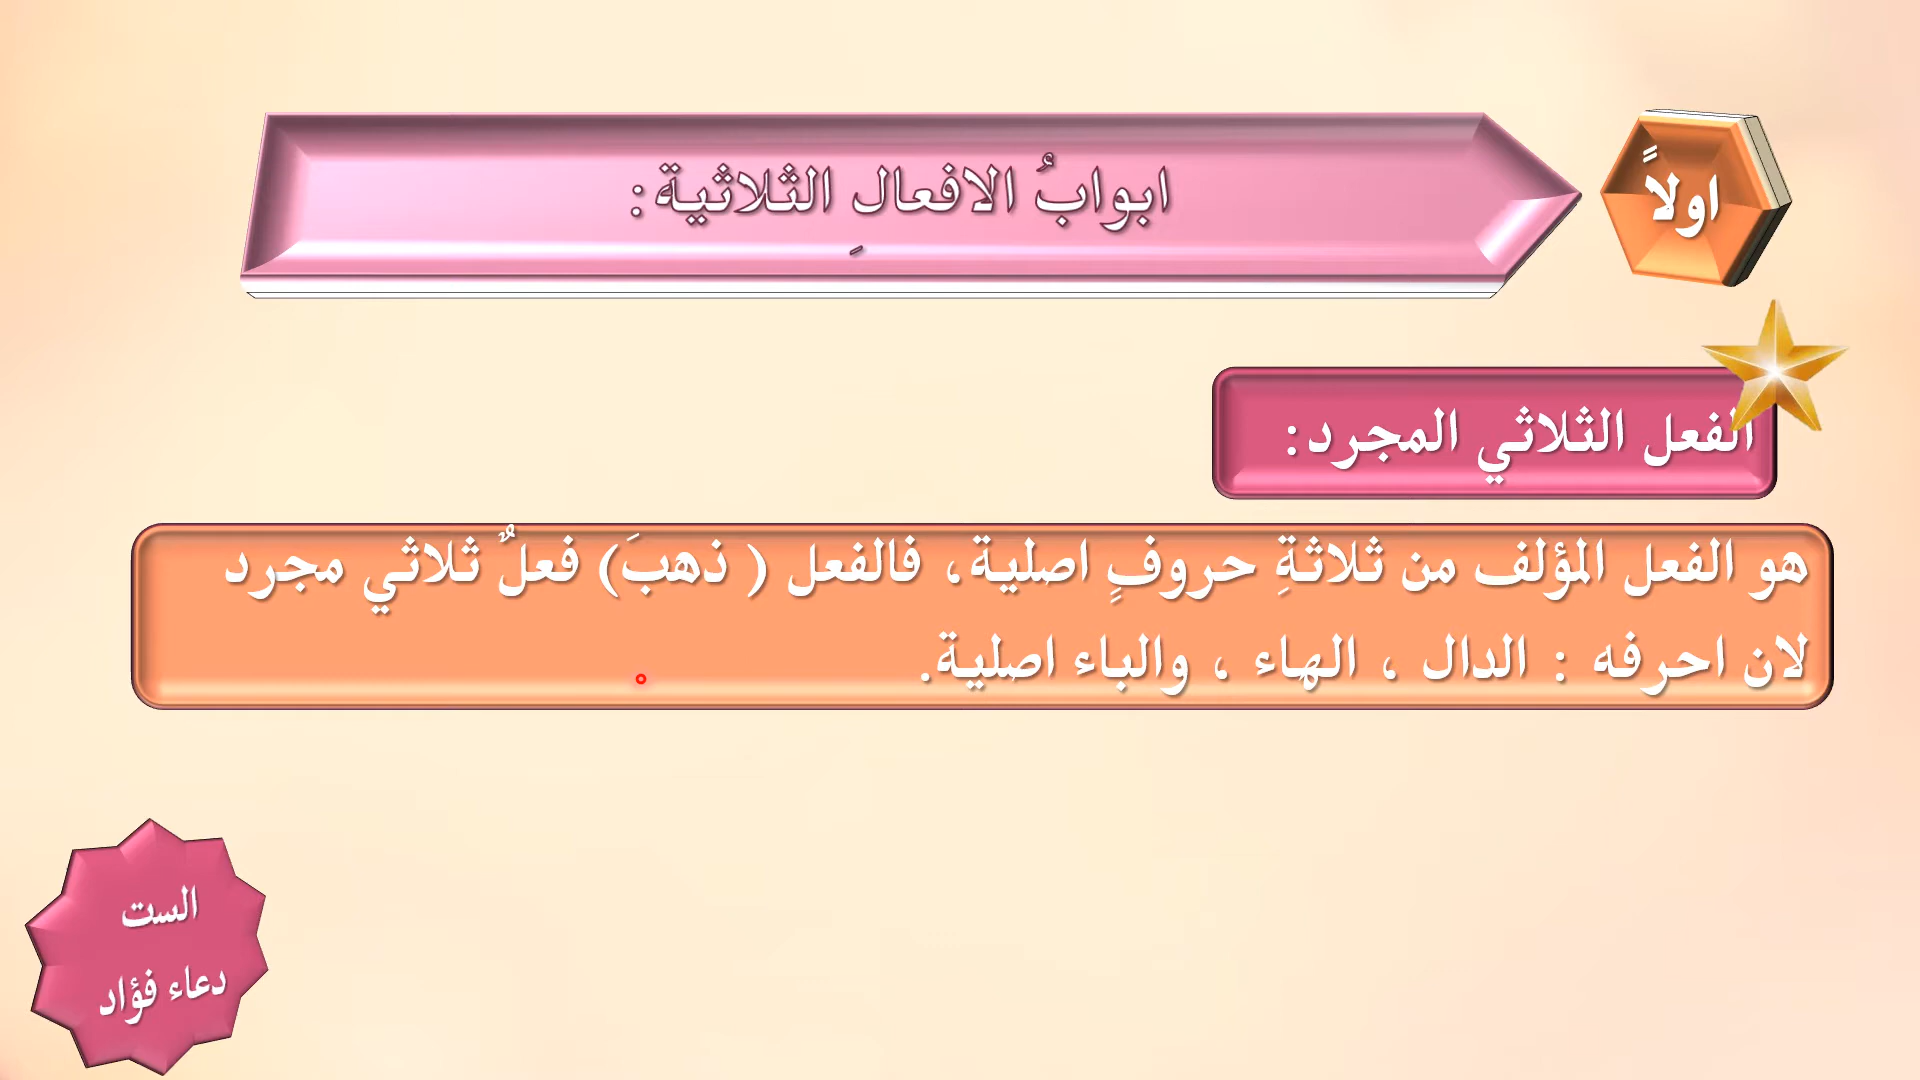 اولاً
ابوابُ الافعالِ الثلاثية:
الفعل الثلاثي المجرد:
هو الفعل المؤلف من ثلاثةِ حروفٍ اصلية، فالفعل ( ذهبَ) فعلٌ ثلاثي مجرد
لان احرفه : الدال ، الهاء ، والباء اصلية.
الست
دعاء فؤاد